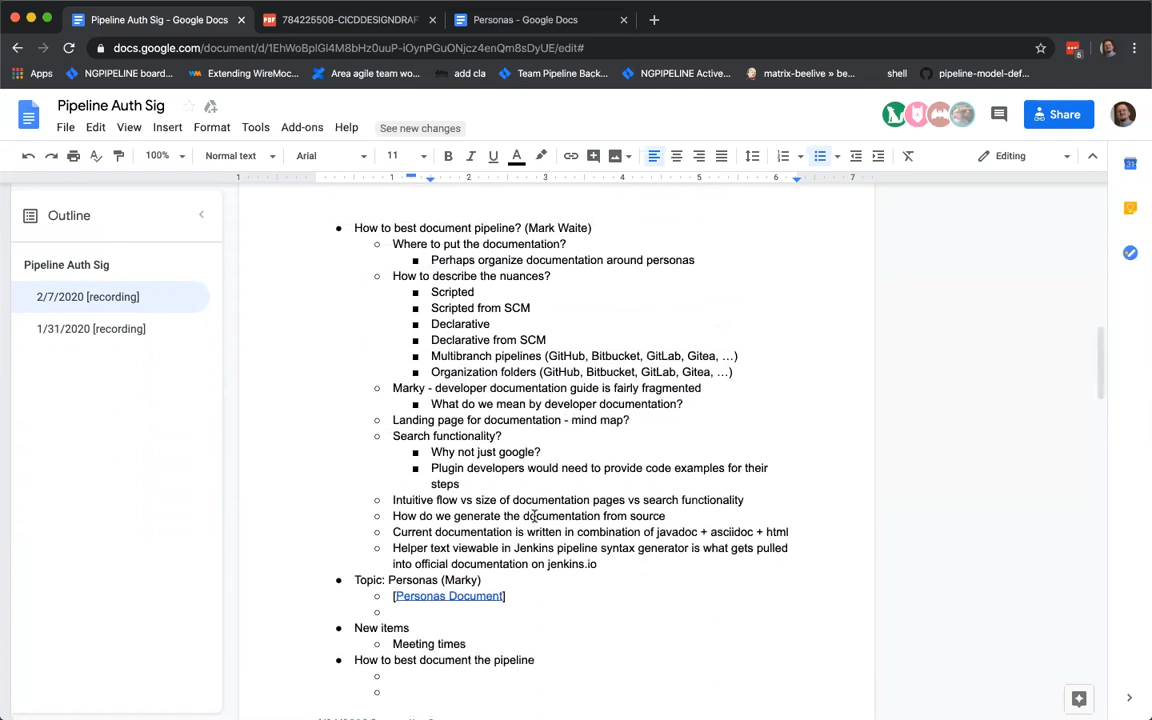 Pipeline Auth Sig - Google Docs
784225508-CICDDESIGNDRAF
Personas - Google Docs
docs.google.com/document/d/1EhWoBplGl4M8bHz0uuP-iOynPGuONjcz4enQm8sDyUE/edit#
6
Apps
NGPIPELINE board...
Extending WireMoc...
Area agile team wo...
add cla
Team Pipeline Back...
NGPIPELINE Active...
matrix-beelive » be...
shell
pipeline-model-def...
Pipeline Auth Sig
File Edit View Insert Format Tools Add-ons Help
See new changes
Share
100%
Normal text
Arial
11
B I U A
Editing
1 1 2 3 4 5 6 7
31
Outline
Pipeline Auth Sig
2/7/2020 [recording]
1/31/2020 [recording]
How to best document pipeline? (Mark Waite)
Where to put the documentation?
Perhaps organize documentation around personas
How to describe the nuances?
Scripted
Scripted from SCM
Declarative
Declarative from SCM
Multibranch pipelines (GitHub, Bitbucket, GitLab, Gitea, …)
Organization folders (GitHub, Bitbucket, GitLab, Gitea, …)
Marky - developer documentation guide is fairly fragmented
What do we mean by developer documentation?
Landing page for documentation - mind map?
Search functionality?
Why not just google?
Plugin developers would need to provide code examples for their
steps
Intuitive flow vs size of documentation pages vs search functionality
How do we generate the documentation from source
Current documentation is written in combination of javadoc + asciidoc + html
Helper text viewable in Jenkins pipeline syntax generator is what gets pulled
into official documentation on jenkins.io
Topic: Personas (Marky)
[Personas Document]
New items
Meeting times
How to best document the pipeline